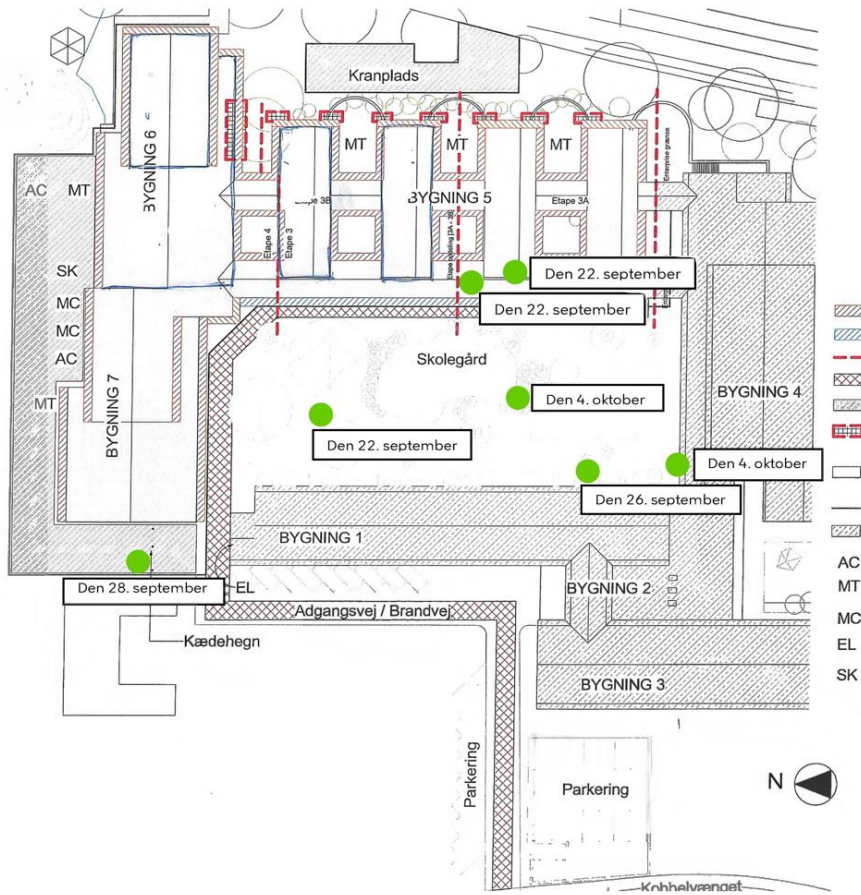 Kranplads
BYGNING 6
MT
MT
MT
AC
MT
BYGNING 5
Etape 3B
Etape 3A
Enterprise grænse
Etape 4
Etape 3
SK
MC
MC
AC
MT
BYGNING 7
Den 22. september
Den 22. september
Skolegård
Den 4. oktober
BYGNING 4
Den 22. september
Den 4. oktober
Den 26. september
BYGNING 1
Den 28. september
EL
BYGNING 2
Adgangsvej / Brandvej
Kædehegn
BYGNING 3
AC
MT
MC
EL
SK
Parkering
Parkering
N
Kobbelvænget